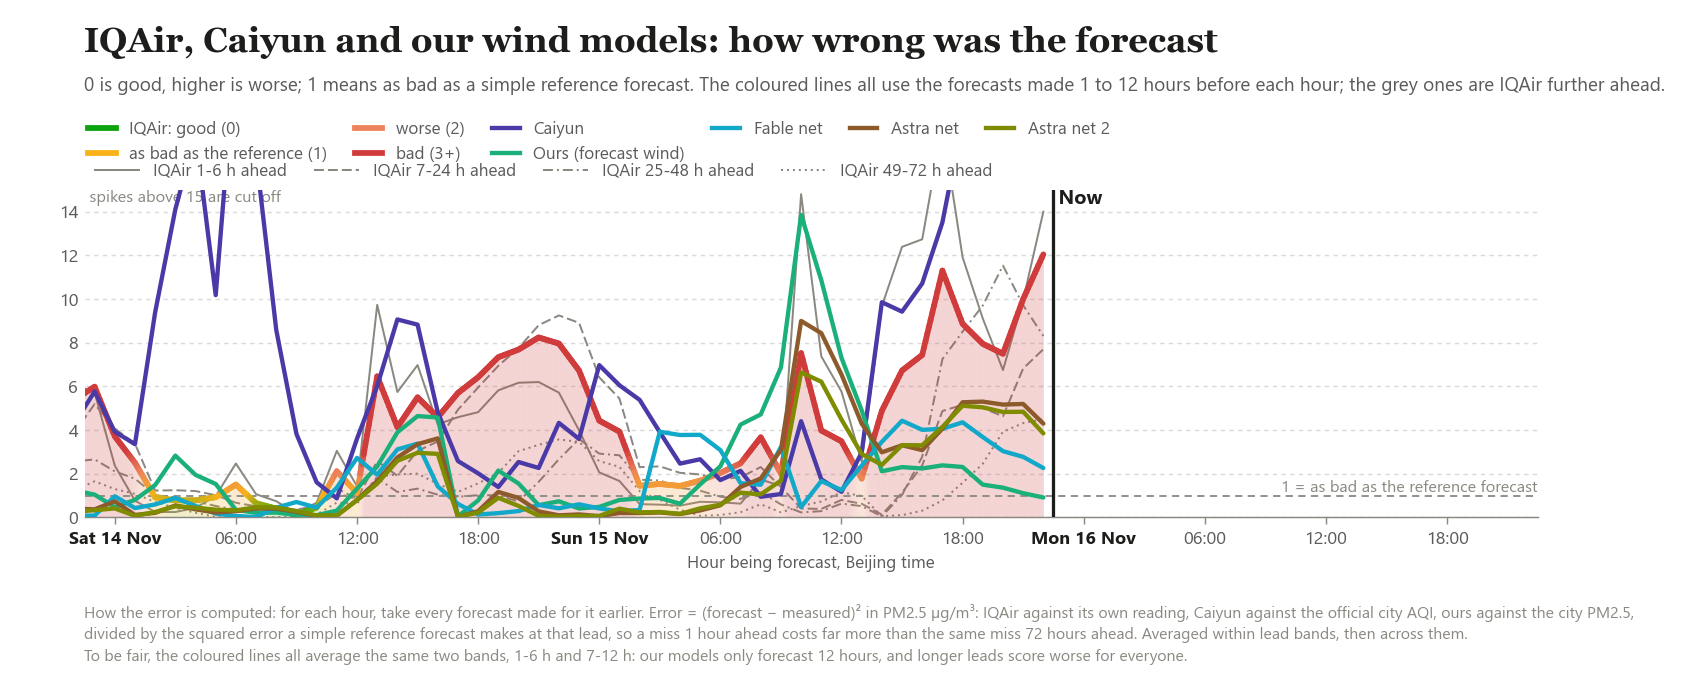 IQAir, Caiyun and our wind models: how wrong was the forecast
0 is good, higher is worse; 1 means as bad as a simple reference forecast. The coloured lines all use the forecasts made 1 to 12 hours before each hour; the grey ones are IQAir further ahead.
IQAir: good (0) worse (2) Caiyun Fable net Astra net Astra net 2
as bad as the reference (1) bad (3+) Ours (forecast wind)
IQAir 1-6 h ahead IQAir 7-24 h ahead IQAir 25-48 h ahead IQAir 49-72 h ahead
spikes above 15 are cut off
Now
14
12
10
8
6
4
2
1 = as bad as the reference forecast
0
Sat 14 Nov 06:00 12:00 18:00 Sun 15 Nov 06:00 12:00 18:00 Mon 16 Nov 06:00 12:00 18:00
Hour being forecast, Beijing time
How the error is computed: for each hour, take every forecast made for it earlier. Error = (forecast − measured)² in PM2.5 µg/m³: IQAir against its own reading, Caiyun against the official city AQI, ours against the city PM2.5,
divided by the squared error a simple reference forecast makes at that lead, so a miss 1 hour ahead costs far more than the same miss 72 hours ahead. Averaged within lead bands, then across them.
To be fair, the coloured lines all average the same two bands, 1-6 h and 7-12 h: our models only forecast 12 hours, and longer leads score worse for everyone.